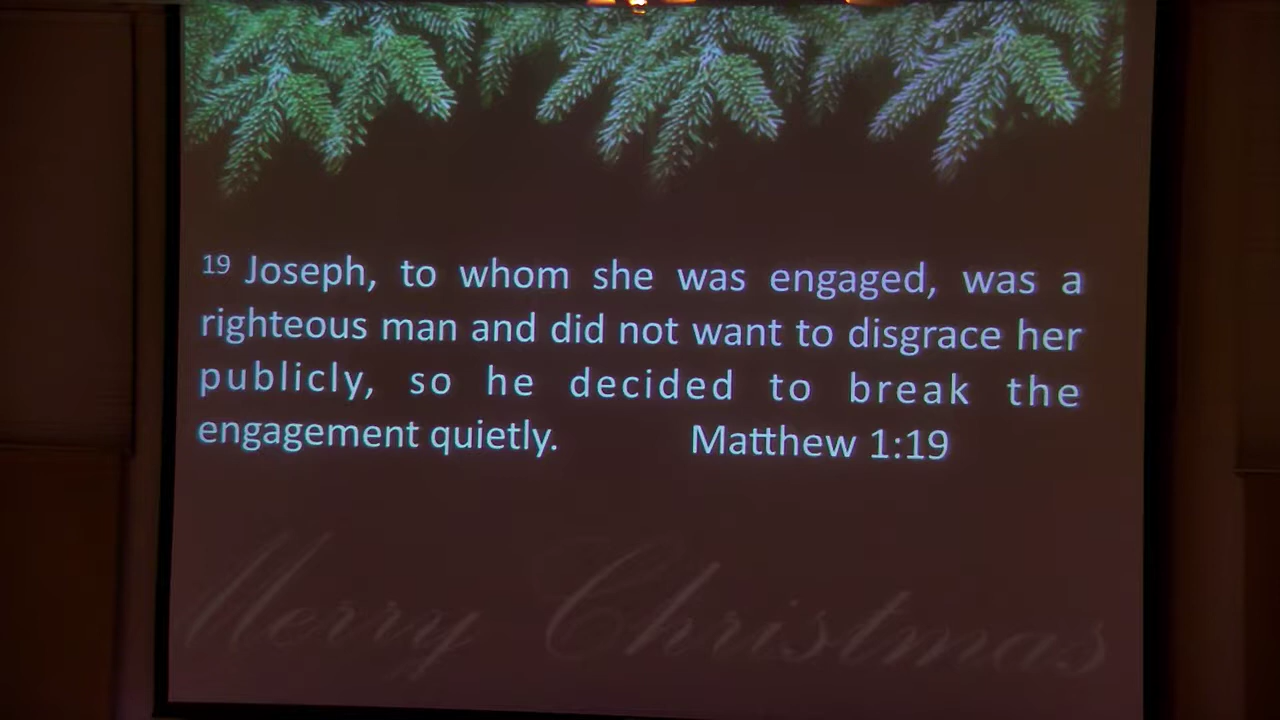 19 Joseph, to whom she was engaged, was a
righteous man and did not want to disgrace her
publicly, so he decided to break the
engagement quietly. Matthew 1:19
Merry Christmas